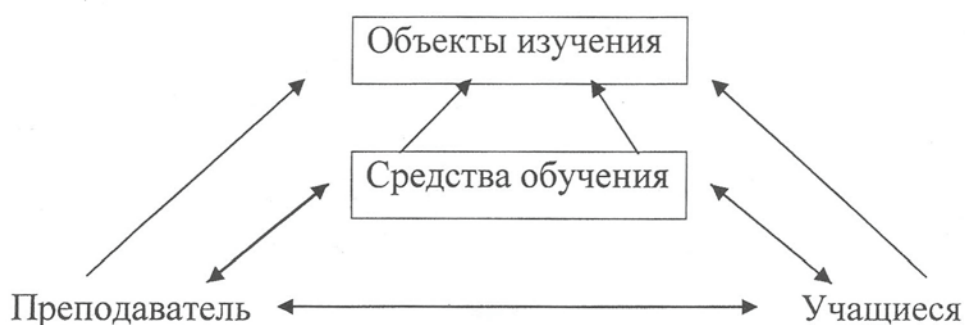 Объекты изучения
Средства обучения
Преподаватель
Учащиеся